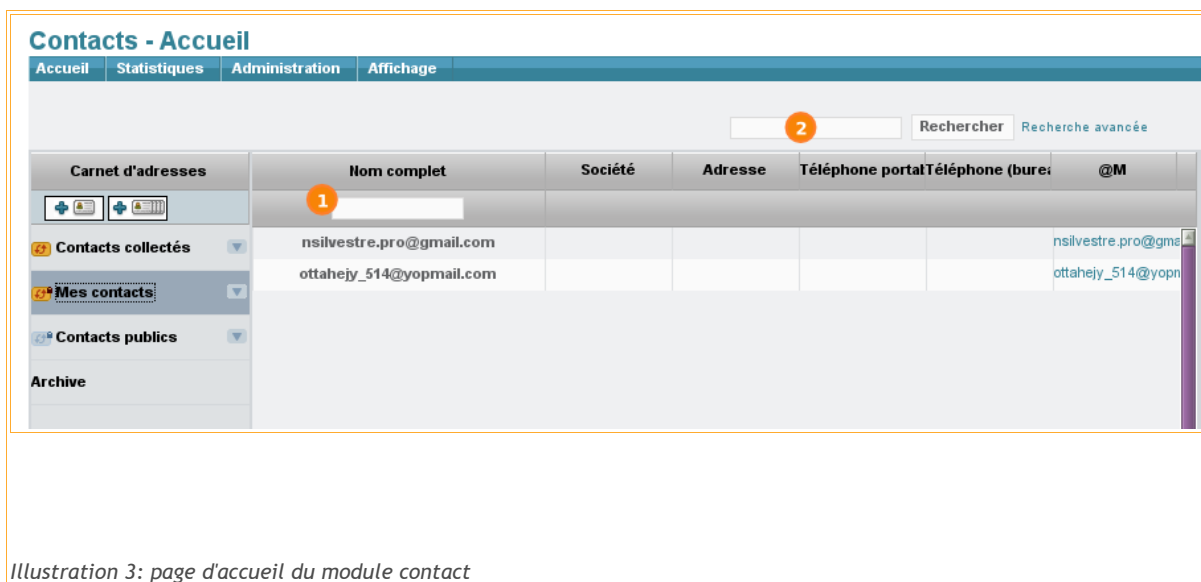 Contacts - Accueil
Accueil Statistiques Administration Affichage
2 Rechercher Recherche avancée
Carnet d'adresses Nom complet Société Adresse Téléphone portal Téléphone (burea @M
1
Contacts collectés nsilvestre.pro@gmail.com nsilvestre.pro@gma
ottahejy_514@yopmail.com ottahejy_514@yopn
Mes contacts
Contacts publics
Archive
Illustration 3: page d'accueil du module contact